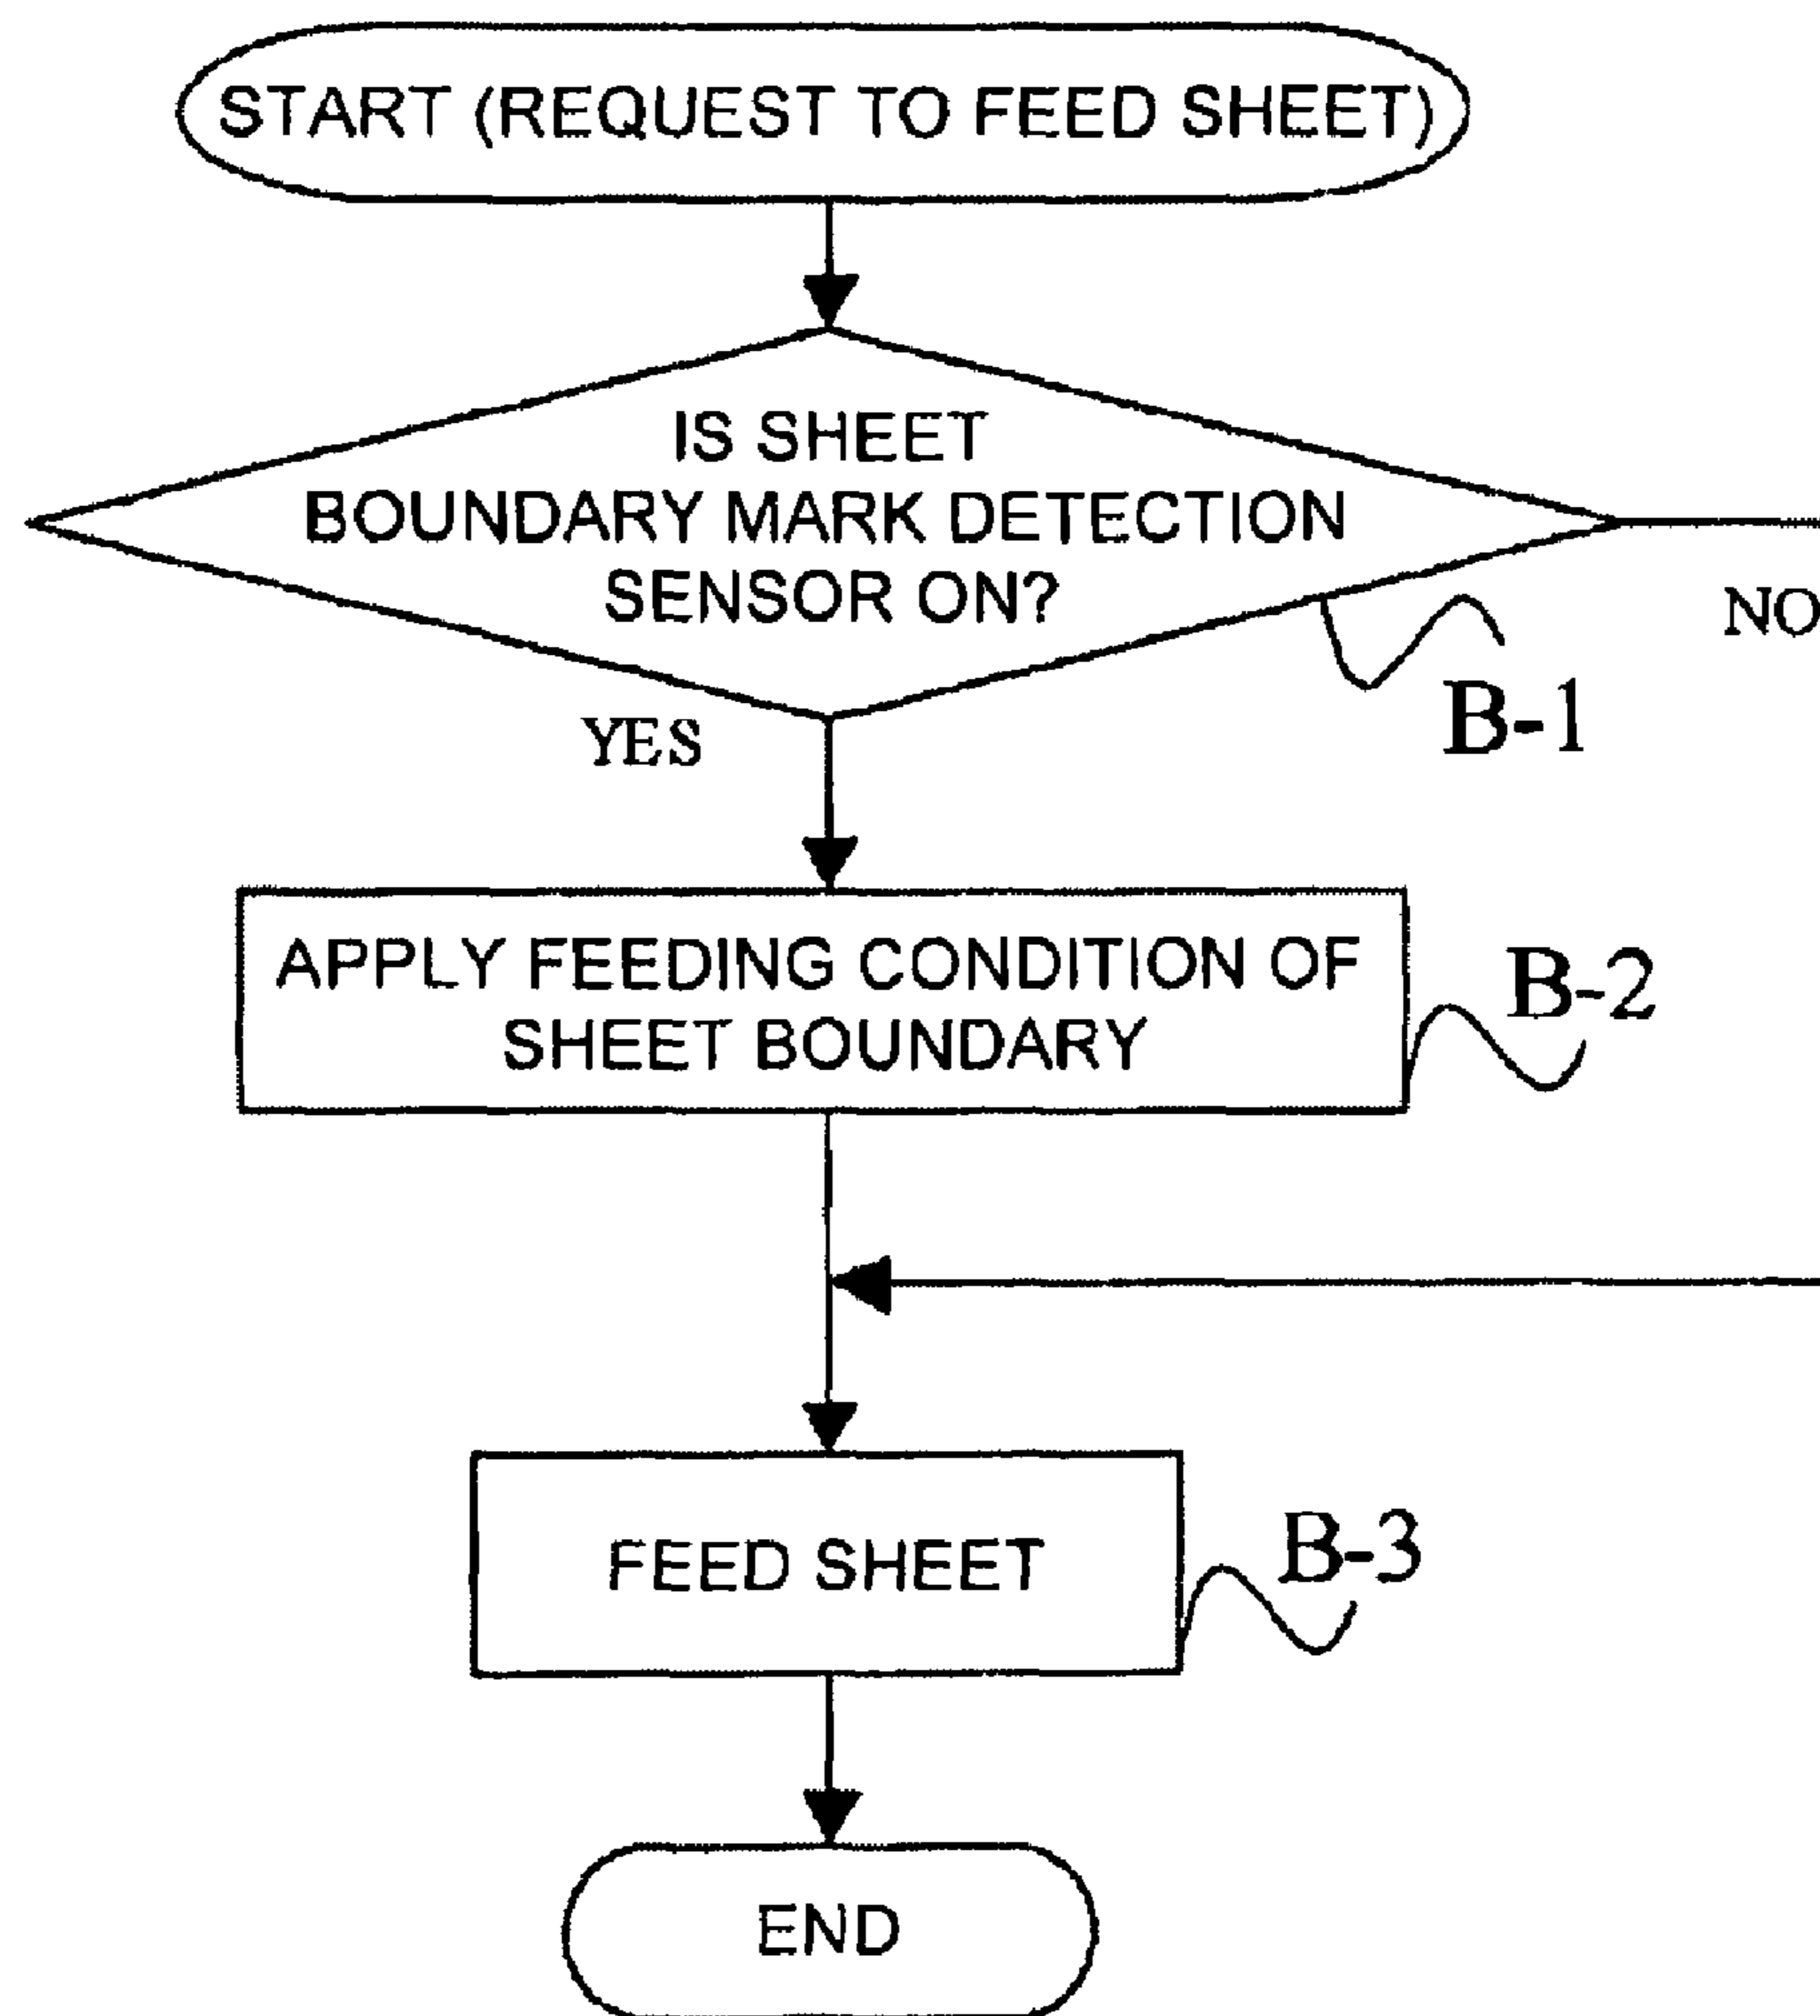 START (REQUEST TO FEED SHEET)
IS SHEET
BOUNDARY MARK DETECTION
SENSOR ON?
NO
B-1
YES
APPLY FEEDING CONDITION OF
SHEET BOUNDARY
B-2
FEED SHEET
B-3
END